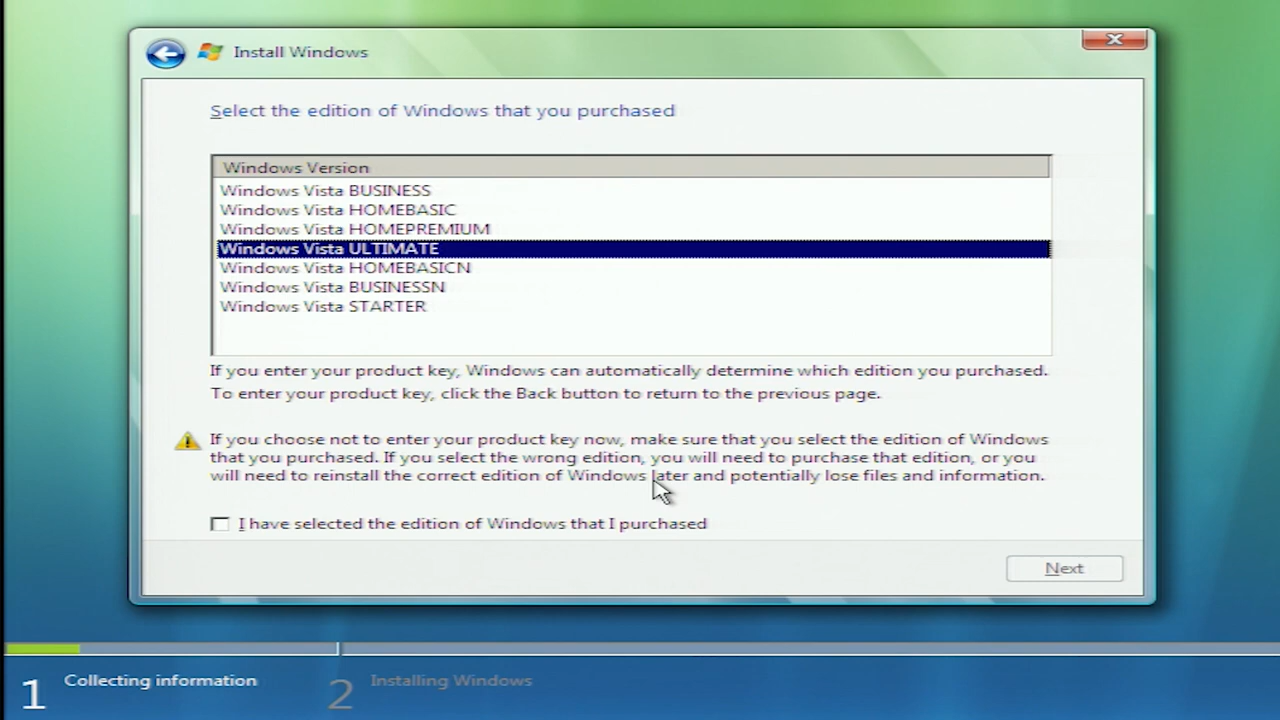 Install Windows
Select the edition of Windows that you purchased
Windows Version
Windows Vista BUSINESS
Windows Vista HOMEBASIC
Windows Vista HOMEPREMIUM
Windows Vista ULTIMATE
Windows Vista HOMEBASICN
Windows Vista BUSINESSN
Windows Vista STARTER
If you enter your product key, Windows can automatically determine which edition you purchased.
To enter your product key, click the Back button to return to the previous page.
If you choose not to enter your product key now, make sure that you select the edition of Windows
that you purchased. If you select the wrong edition, you will need to purchase that edition, or you
will need to reinstall the correct edition of Windows later and potentially lose files and information.
I have selected the edition of Windows that I purchased
Next
1 Collecting information
2 Installing Windows